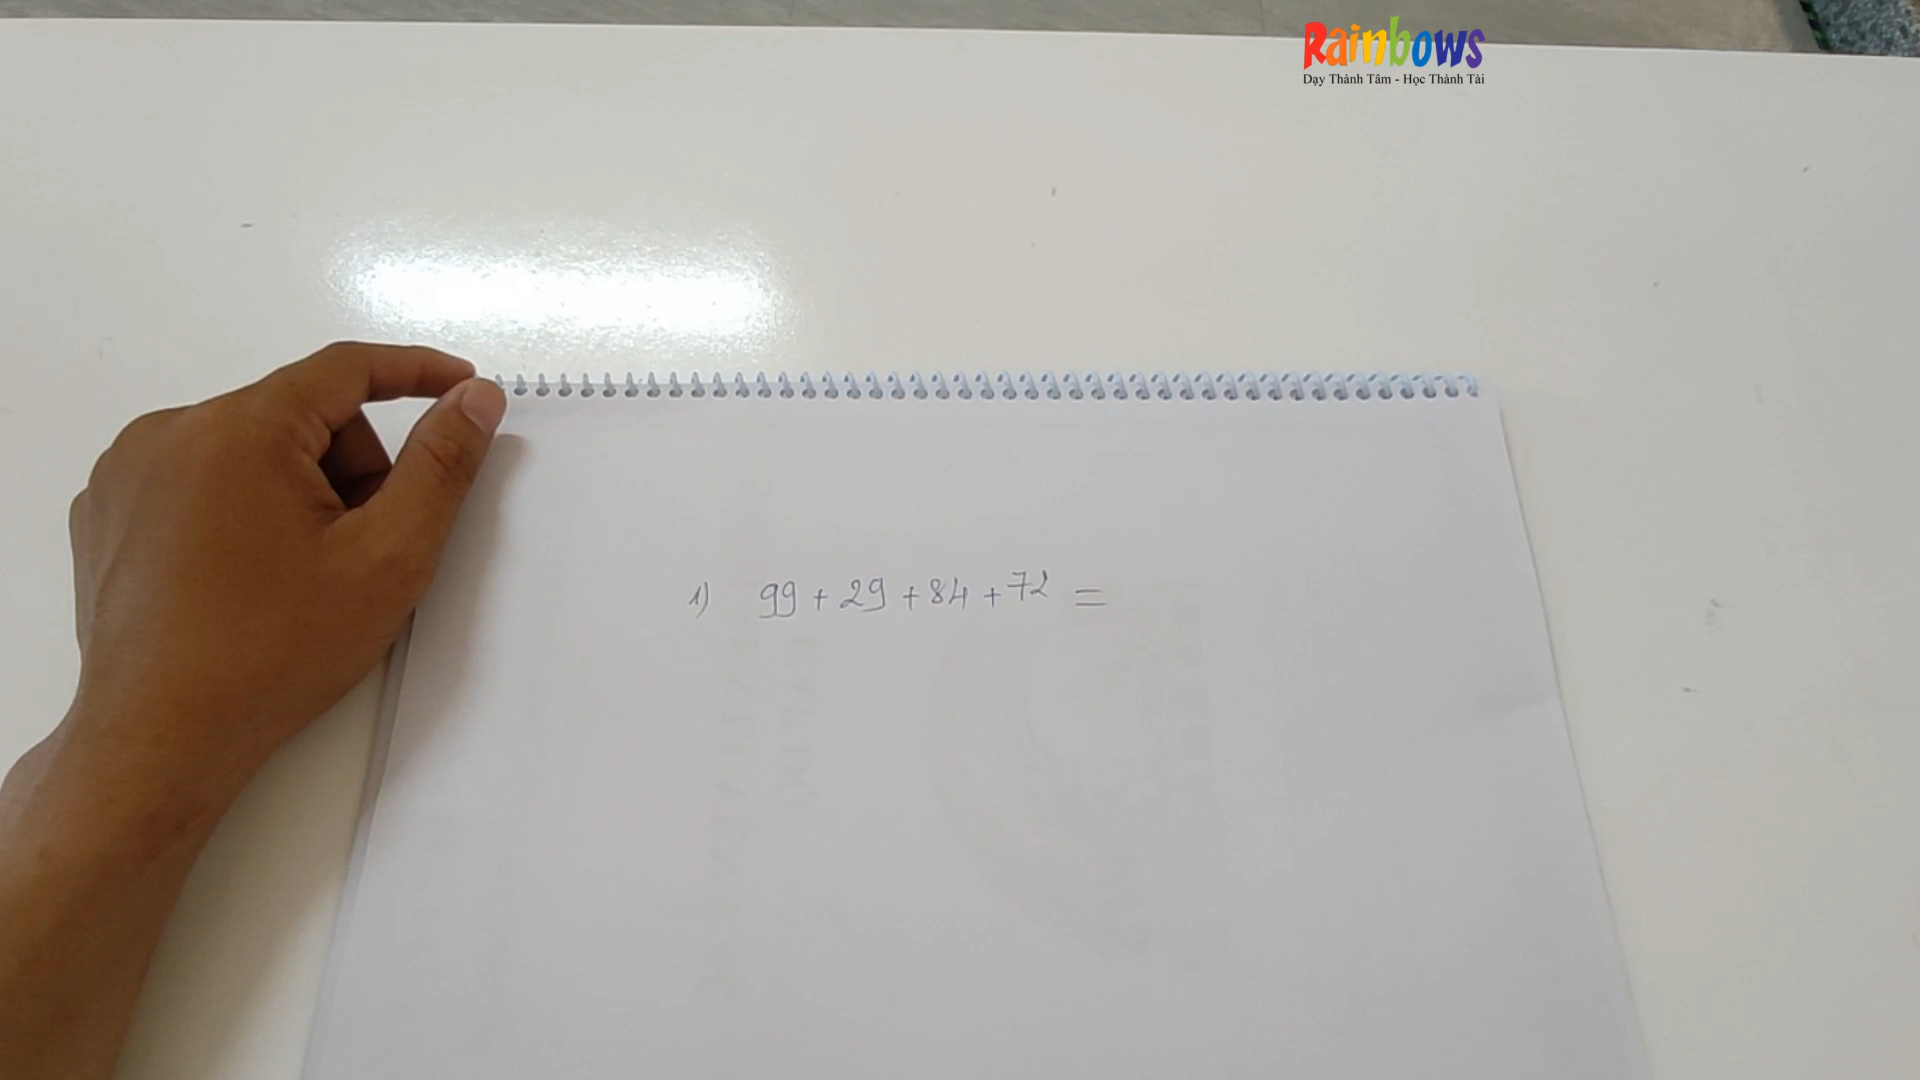 Rainbows
Dạy Thành Tâm - Học Thành Tài
1) 99 + 29 + 84 + 72 =